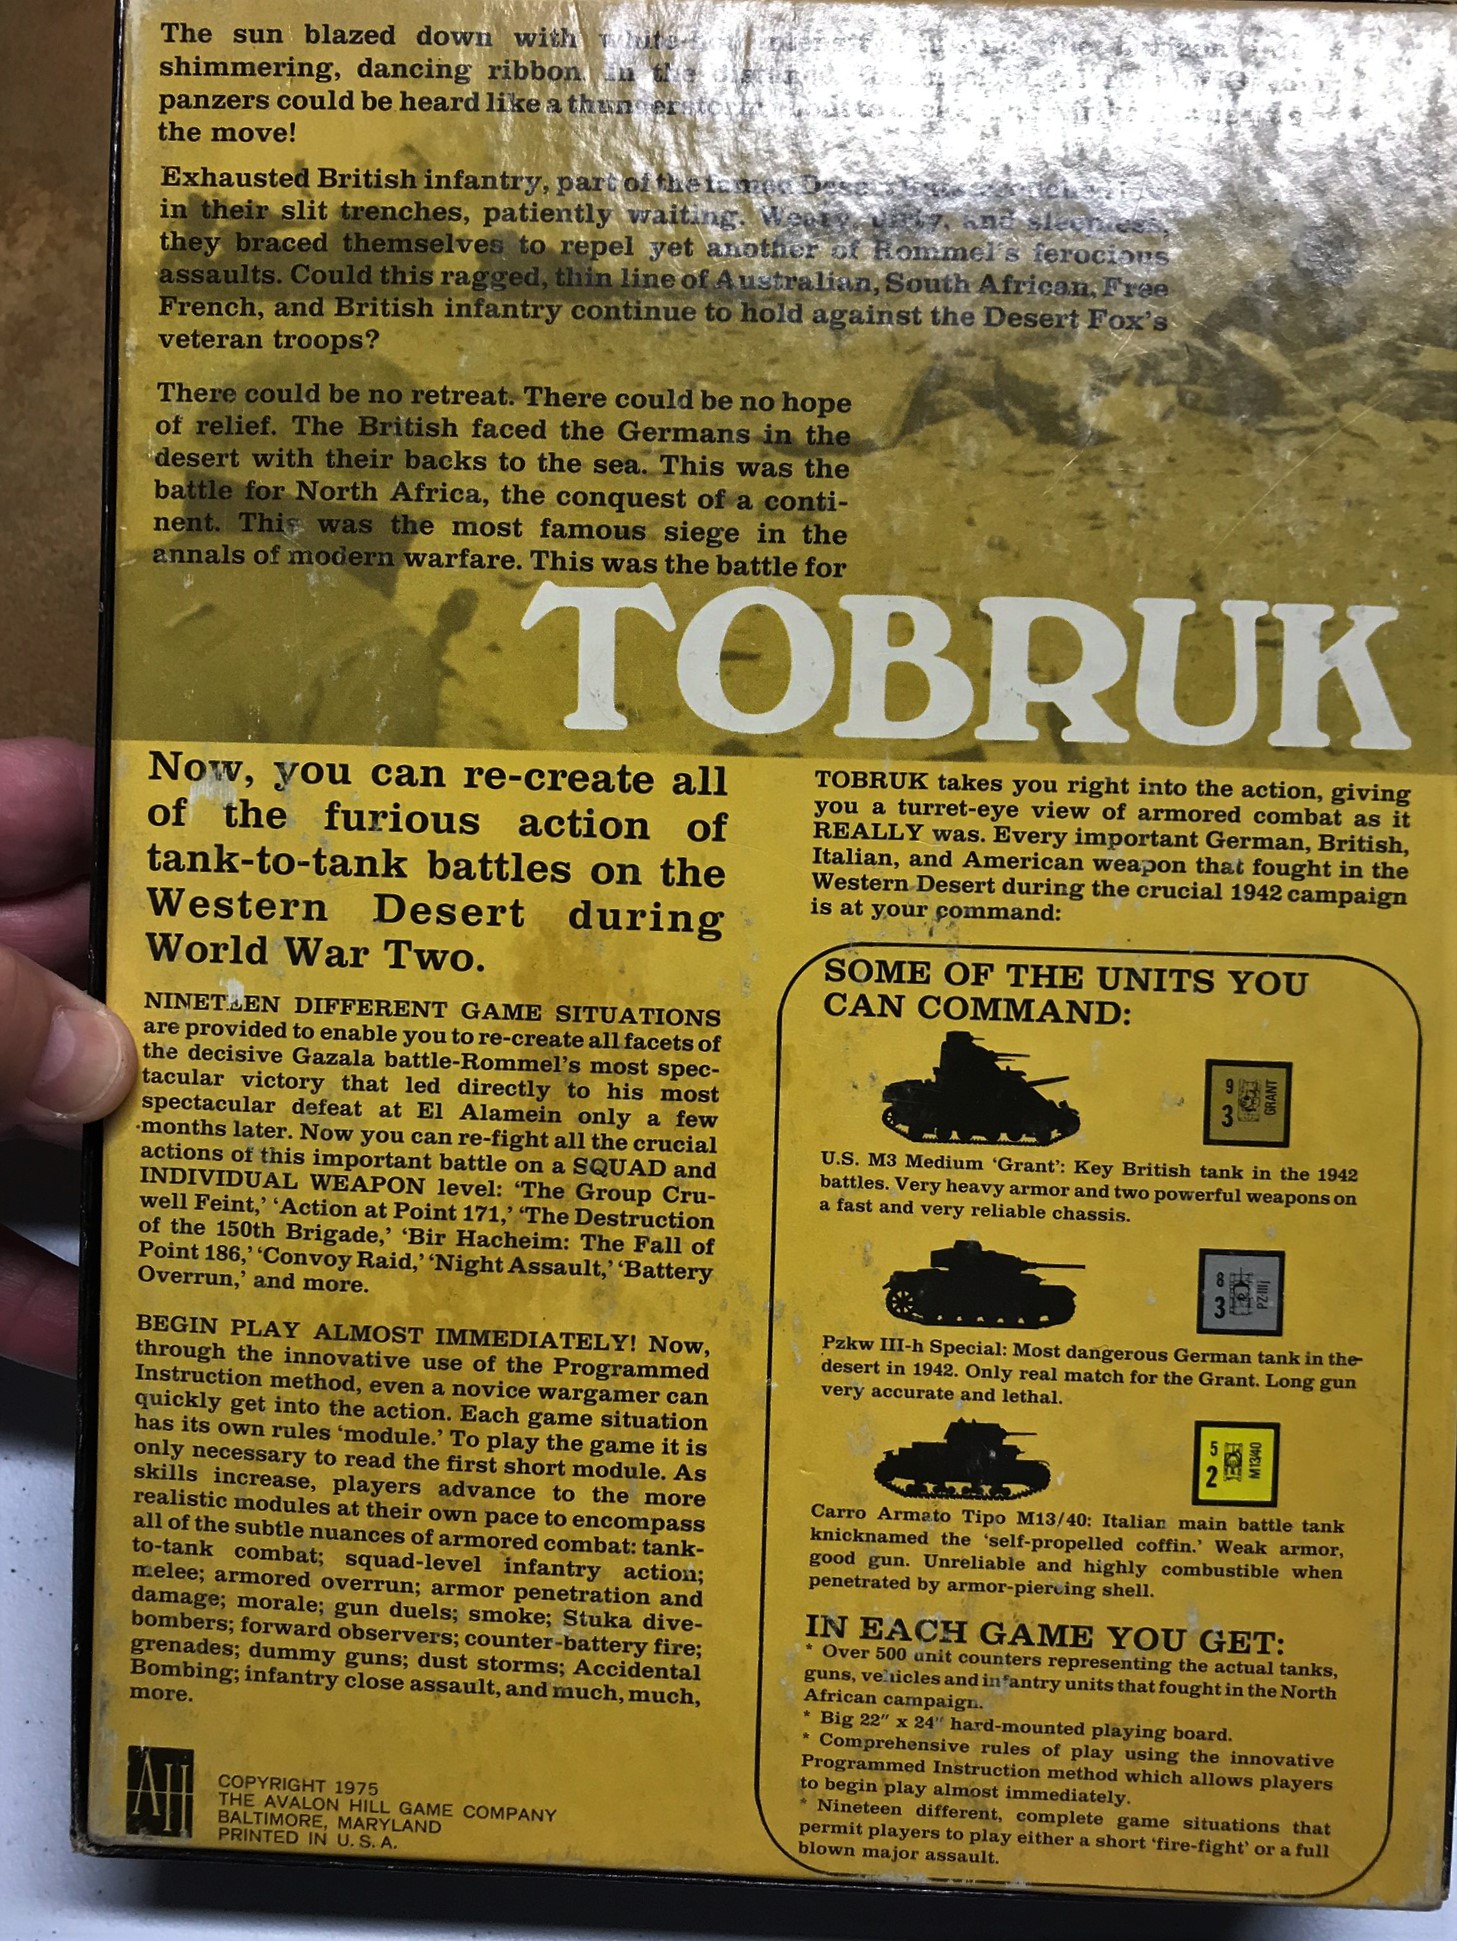 The sun blazed down with white-hot
shimmering, dancing ribbon. In the distance
panzers could be heard like a thunderstorm
the move!
Exhausted British infantry, part of the famed
in their slit trenches, patiently waiting. Weary, dirty, and sleepless,
they braced themselves to repel yet another of Rommel's ferocious
assaults. Could this ragged, thin line of Australian, South African, Free
French, and British infantry continue to hold against the Desert Fox's
veteran troops?
There could be no retreat. There could be no hope
of relief. The British faced the Germans in the
desert with their backs to the sea. This was the
battle for North Africa, the conquest of a conti-
nent. This was the most famous siege in the
annals of modern warfare. This was the battle for
TOBRUK
Now, you can re-create all
of the furious action of
tank-to-tank battles on the
Western Desert during
World War Two.
NINETEEN DIFFERENT GAME SITUATIONS
are provided to enable you to re-create all facets of
the decisive Gazala battle-Rommel's most spec-
tacular victory that led directly to his most
spectacular defeat at El Alamein only a few
months later. Now you can re-fight all the crucial
actions of this important battle on a SQUAD and
INDIVIDUAL WEAPON level: 'The Group Cru-
well Feint,' 'Action at Point 171,' 'The Destruction
of the 150th Brigade,' 'Bir Hacheim: The Fall of
Point 186,' 'Convoy Raid,' 'Night Assault,' 'Battery
Overrun,' and more.
BEGIN PLAY ALMOST IMMEDIATELY! Now,
through the innovative use of the Programmed
Instruction method, even a novice wargamer can
quickly get into the action. Each game situation
has its own rules 'module.' To play the game it is
only necessary to read the first short module. As
skills increase, players advance to the more
realistic modules at their own pace to encompass
all of the subtle nuances of armored combat: tank-
to-tank combat; squad-level infantry action;
melee; armored overrun; armor penetration and
damage; morale; gun duels; smoke; Stuka dive-
bombers; forward observers; counter-battery fire;
grenades; dummy guns; dust storms; Accidental
Bombing; infantry close assault, and much, much,
more.
AH
COPYRIGHT 1975
THE AVALON HILL GAME COMPANY
BALTIMORE, MARYLAND
PRINTED IN U.S.A.
TOBRUK takes you right into the action, giving
you a turret-eye view of armored combat as it
REALLY was. Every important German, British,
Italian, and American weapon that fought in the
Western Desert during the crucial 1942 campaign
is at your command:
SOME OF THE UNITS YOU
CAN COMMAND:
9
3
GRANT
U.S. M3 Medium 'Grant': Key British tank in the 1942
battles. Very heavy armor and two powerful weapons on
a fast and very reliable chassis.
8
3
PZ-IIIj
Pzkw III-h Special: Most dangerous German tank in the
desert in 1942. Only real match for the Grant. Long gun
very accurate and lethal.
5
2
M13/40
Carro Armato Tipo M13/40: Italian main battle tank
knicknamed the 'self-propelled coffin.' Weak armor,
good gun. Unreliable and highly combustible when
penetrated by armor-piercing shell.
IN EACH GAME YOU GET:
* Over 500 unit counters representing the actual tanks,
guns, vehicles and infantry units that fought in the North
African campaign.
* Big 22" x 24" hard-mounted playing board.
* Comprehensive rules of play using the innovative
Programmed Instruction method which allows players
to begin play almost immediately.
* Nineteen different, complete game situations that
permit players to play either a short 'fire-fight' or a full
blown major assault.